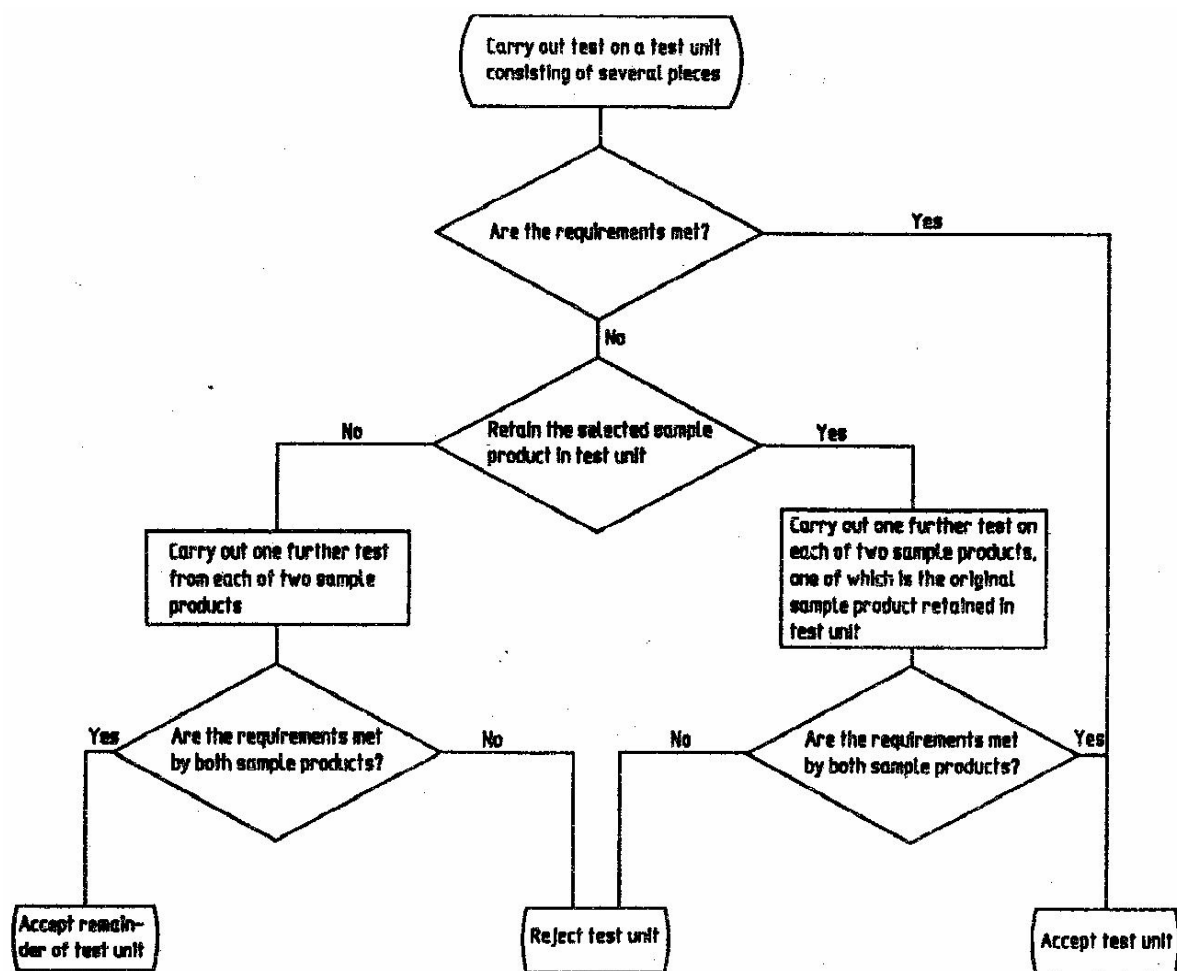 Carry out test on a test unit
consisting of several pieces
Are the requirements met?
Yes
No
Retain the selected sample
product in test unit
No
Yes
Carry out one further test
from each of two sample
products
Carry out one further test on
each of two sample products,
one of which is the original
sample product retained in
test unit
Are the requirements met
by both sample products?
Yes
No
Are the requirements met
by both sample products?
No
Yes
Accept remain-
der of test unit
Reject test unit
Accept test unit